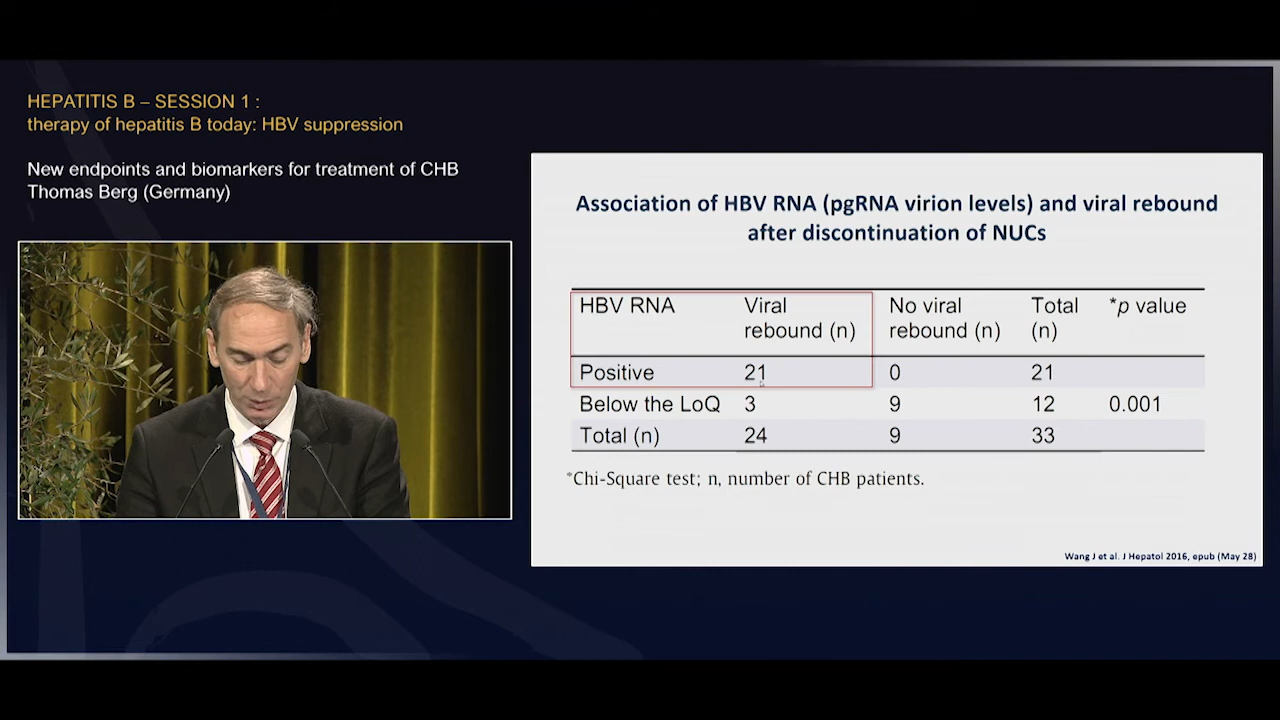 HEPATITIS B – SESSION 1 :
therapy of hepatitis B today: HBV suppression
New endpoints and biomarkers for treatment of CHB
Thomas Berg (Germany)
Association of HBV RNA (pgRNA virion levels) and viral rebound
after discontinuation of NUCs
HBV RNA Viral rebound (n) No viral rebound (n) Total (n) *p value
Positive 21 0 21
Below the LoQ 3 9 12 0.001
Total (n) 24 9 33
*Chi-Square test; n, number of CHB patients.
Wang J et al. J Hepatol 2016, epub (May 28)